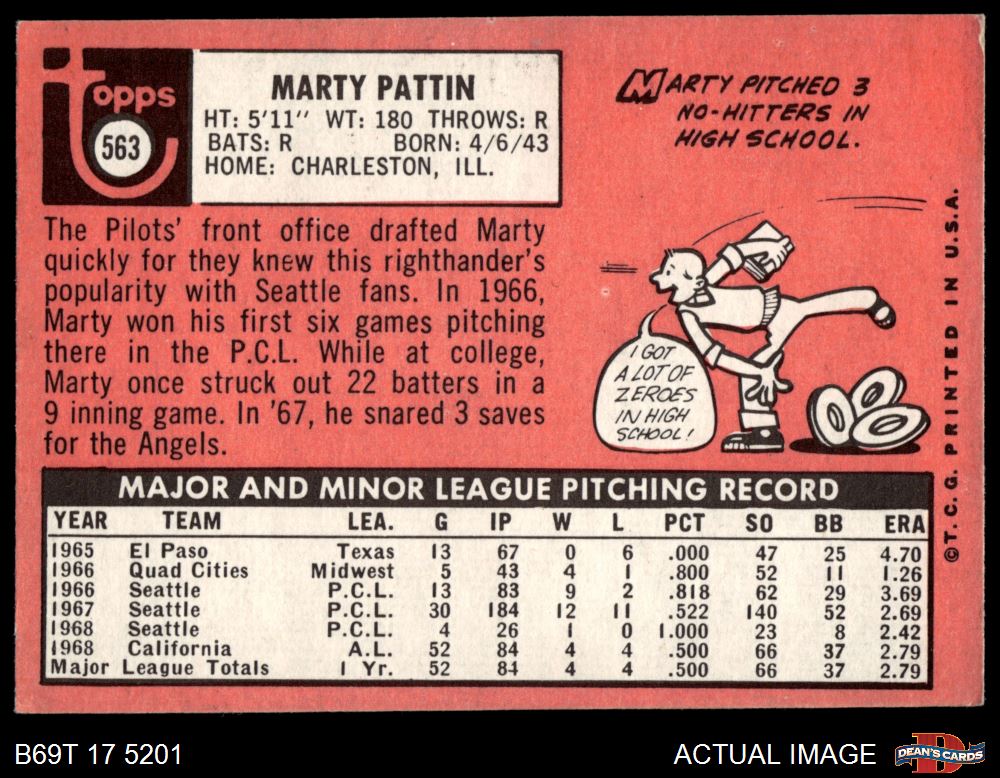 Topps
563
MARTY PATTIN
HT: 5'11" WT: 180 THROWS: R
BATS: R BORN: 4/6/43
HOME: CHARLESTON, ILL.
MARTY PITCHED 3
NO-HITTERS IN
HIGH SCHOOL.
The Pilots' front office drafted Marty
quickly for they knew this righthander's
popularity with Seattle fans. In 1966,
Marty won his first six games pitching
there in the P.C.L. While at college,
Marty once struck out 22 batters in a
9 inning game. In '67, he snared 3 saves
for the Angels.
I GOT
A LOT OF
ZEROES
IN HIGH
SCHOOL!
MAJOR AND MINOR LEAGUE PITCHING RECORD
YEAR TEAM LEA. G IP W L PCT SO BB ERA
1965 El Paso Texas 13 67 0 6 .000 47 25 4.70
1966 Quad Cities Midwest 5 43 4 1 .800 52 11 1.26
1966 Seattle P.C.L. 13 83 9 2 .818 62 29 3.69
1967 Seattle P.C.L. 30 184 12 11 .522 140 52 2.69
1968 Seattle P.C.L. 4 26 1 0 1.000 23 8 2.42
1968 California A.L. 52 84 4 4 .500 66 37 2.79
Major League Totals 1 Yr. 52 84 4 4 .500 66 37 2.79
©T.C.G. PRINTED IN U.S.A.
B69T 17 5201
ACTUAL IMAGE
DEAN'S CARDS